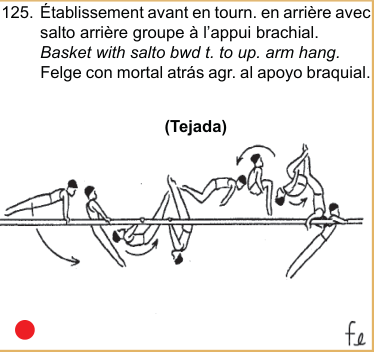 125. Établissement avant en tourn. en arrière avec
salto arrière groupe à l'appui brachial.
Basket with salto bwd t. to up. arm hang.
Felge con mortal atrás agr. al apoyo braquial.
(Tejada)
fe